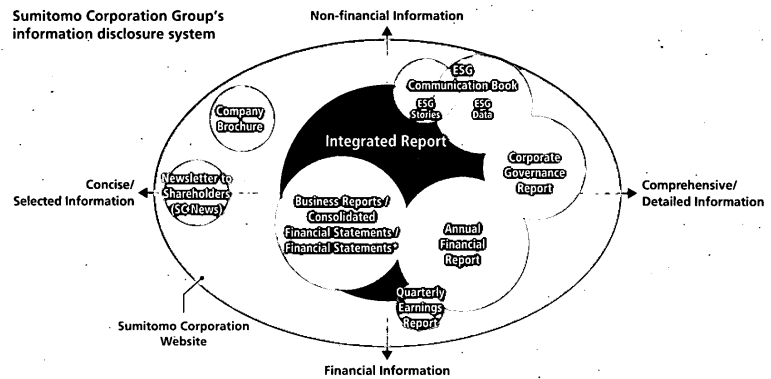 Sumitomo Corporation Group's
information disclosure system
Non-financial Information
ESG
Communication Book
ESG
Stories
ESG
Data
Company
Brochure
Integrated Report
Corporate
Governance
Report
Concise/
Selected Information
Newsletter to
Shareholders
(SC News)
Comprehensive/
Detailed Information
Business Reports /
Consolidated
Financial Statements /
Financial Statements*
Annual
Financial
Report
Quarterly
Earnings
Report
Sumitomo Corporation
Website
Financial Information